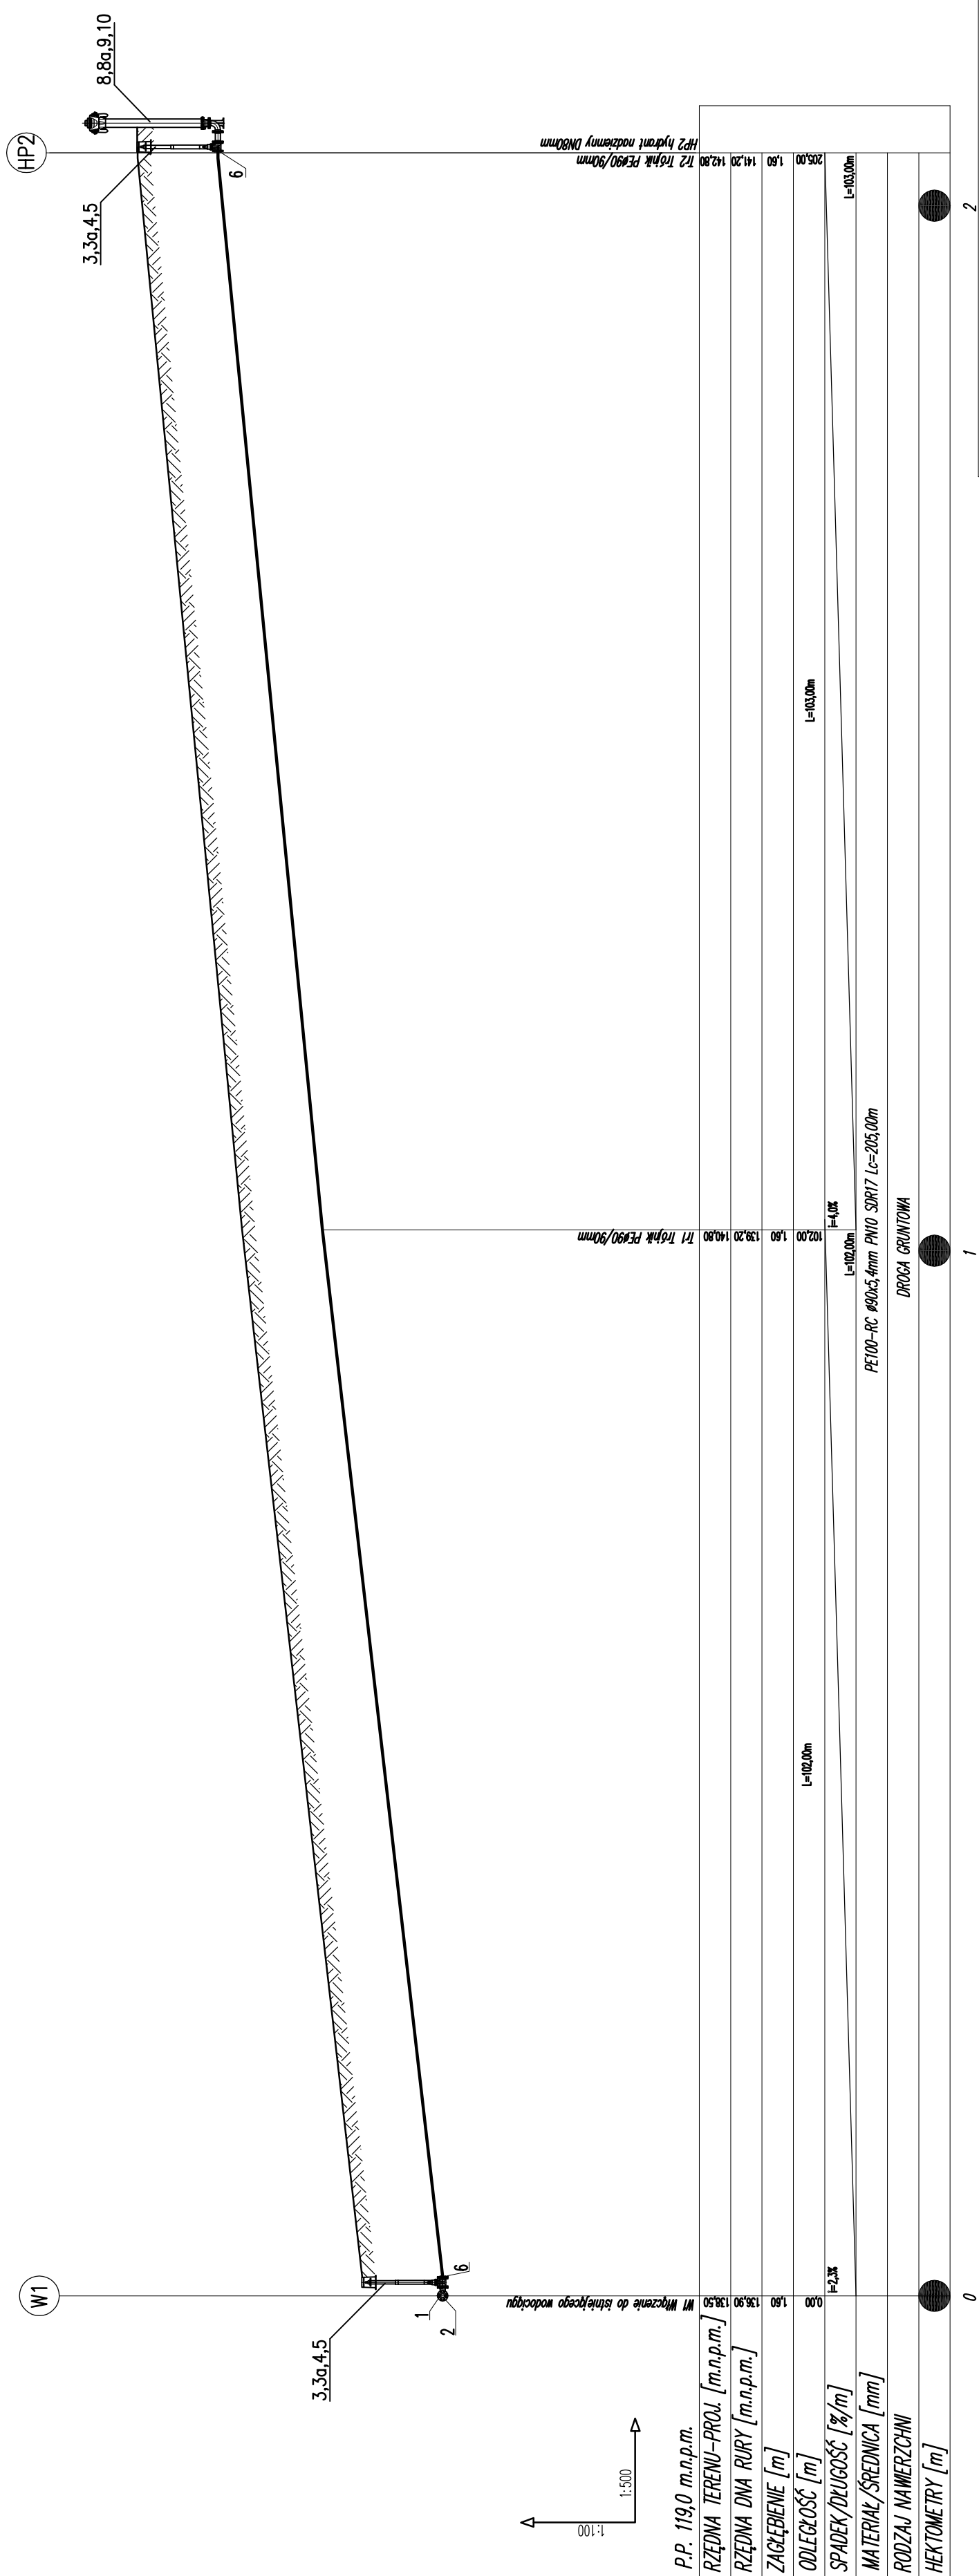 W1
HP2
3,3a,4,5
1
2
6
3,3a,4,5
8,8a,9,10
6
1:100
1:500
W1 Włączenie do istniejącego wodociągu
Tr1 Trójnik PEø90/90mm
Tr2 Trójnik PEø90/90mm
HP2 hydrant nadziemny DN80mm
P.P. 119,0 m.n.p.m.
RZĘDNA TERENU-PROJ. [m.n.p.m.]
138,50 140,80 142,80
RZĘDNA DNA RURY [m.n.p.m.]
136,90 139,20 141,20
ZAGŁĘBIENIE [m]
1,60 1,60 1,60
ODLEGŁOŚĆ [m]
0,00 L=102,00m 102,00 L=103,00m 205,00
SPADEK/DŁUGOŚĆ [%/m]
i=2,3% L=102,00m i=4,0% L=103,00m
MATERIAŁ/ŚREDNICA [mm]
PE100-RC ø90x5,4mm PN10 SDR17 Lc=205,00m
RODZAJ NAWIERZCHNI
DROGA GRUNTOWA
HEKTOMETRY [m]
0 1 2